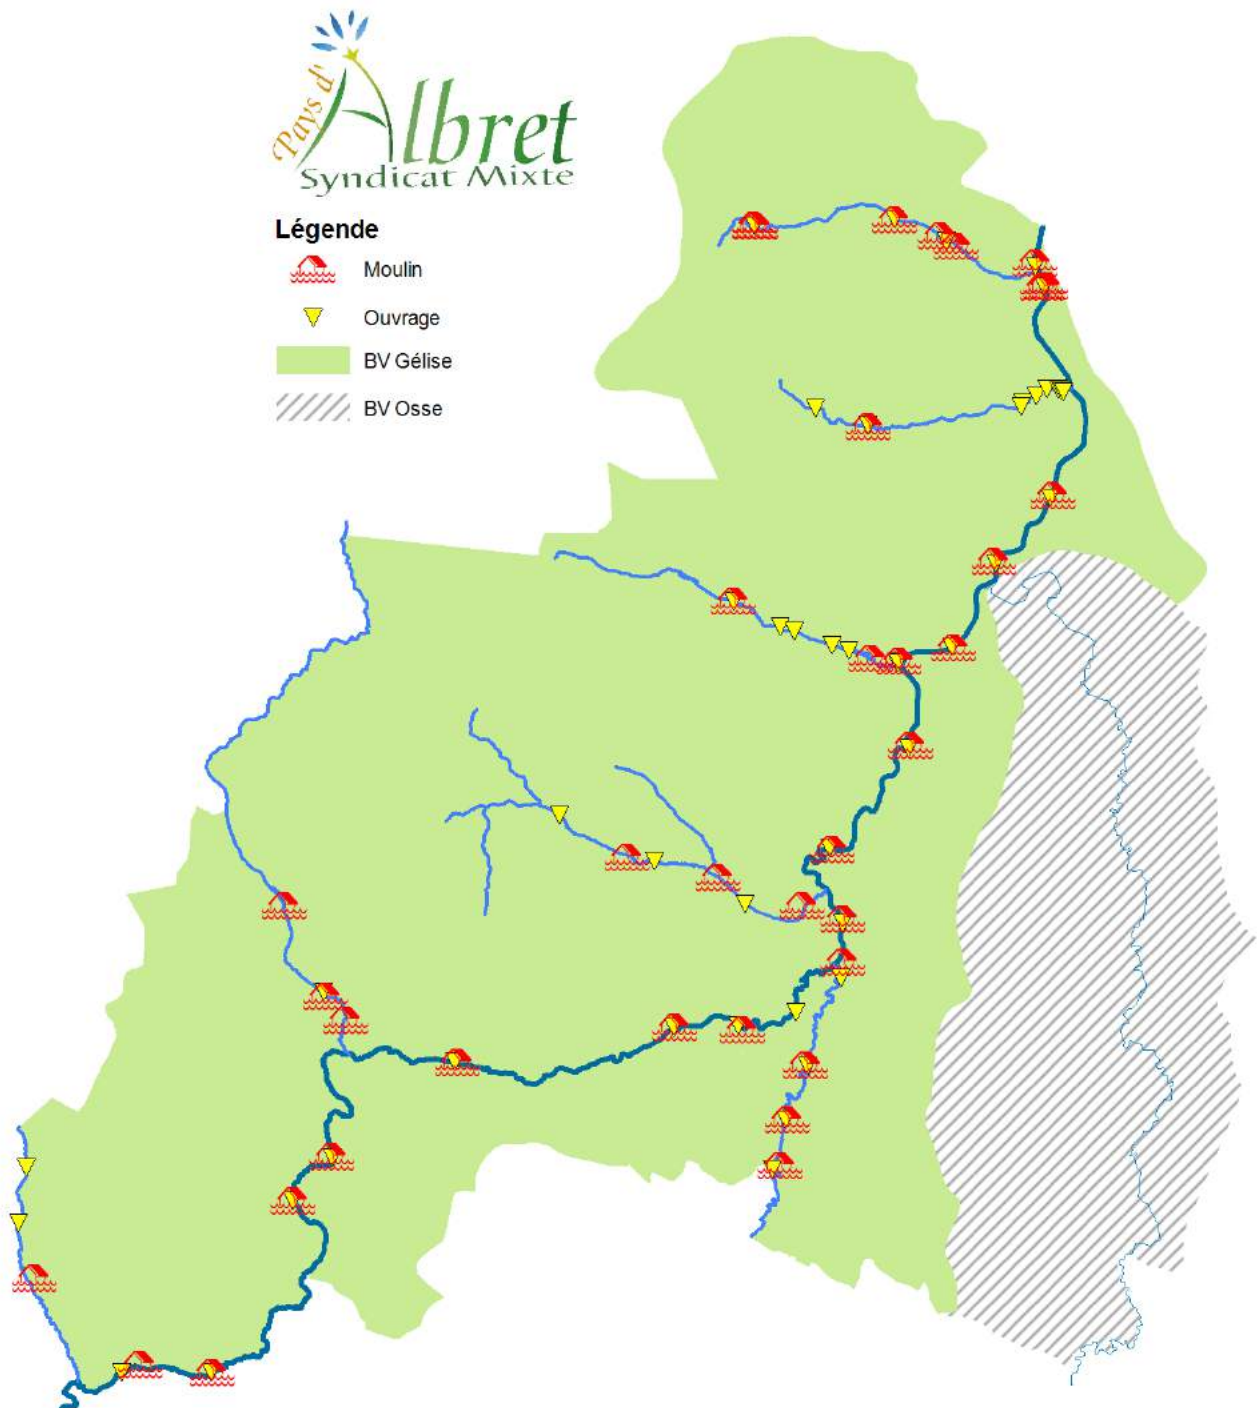 Pays d'
Albret
Syndicat Mixte
Légende
Moulin
Ouvrage
BV Gélise
BV Osse